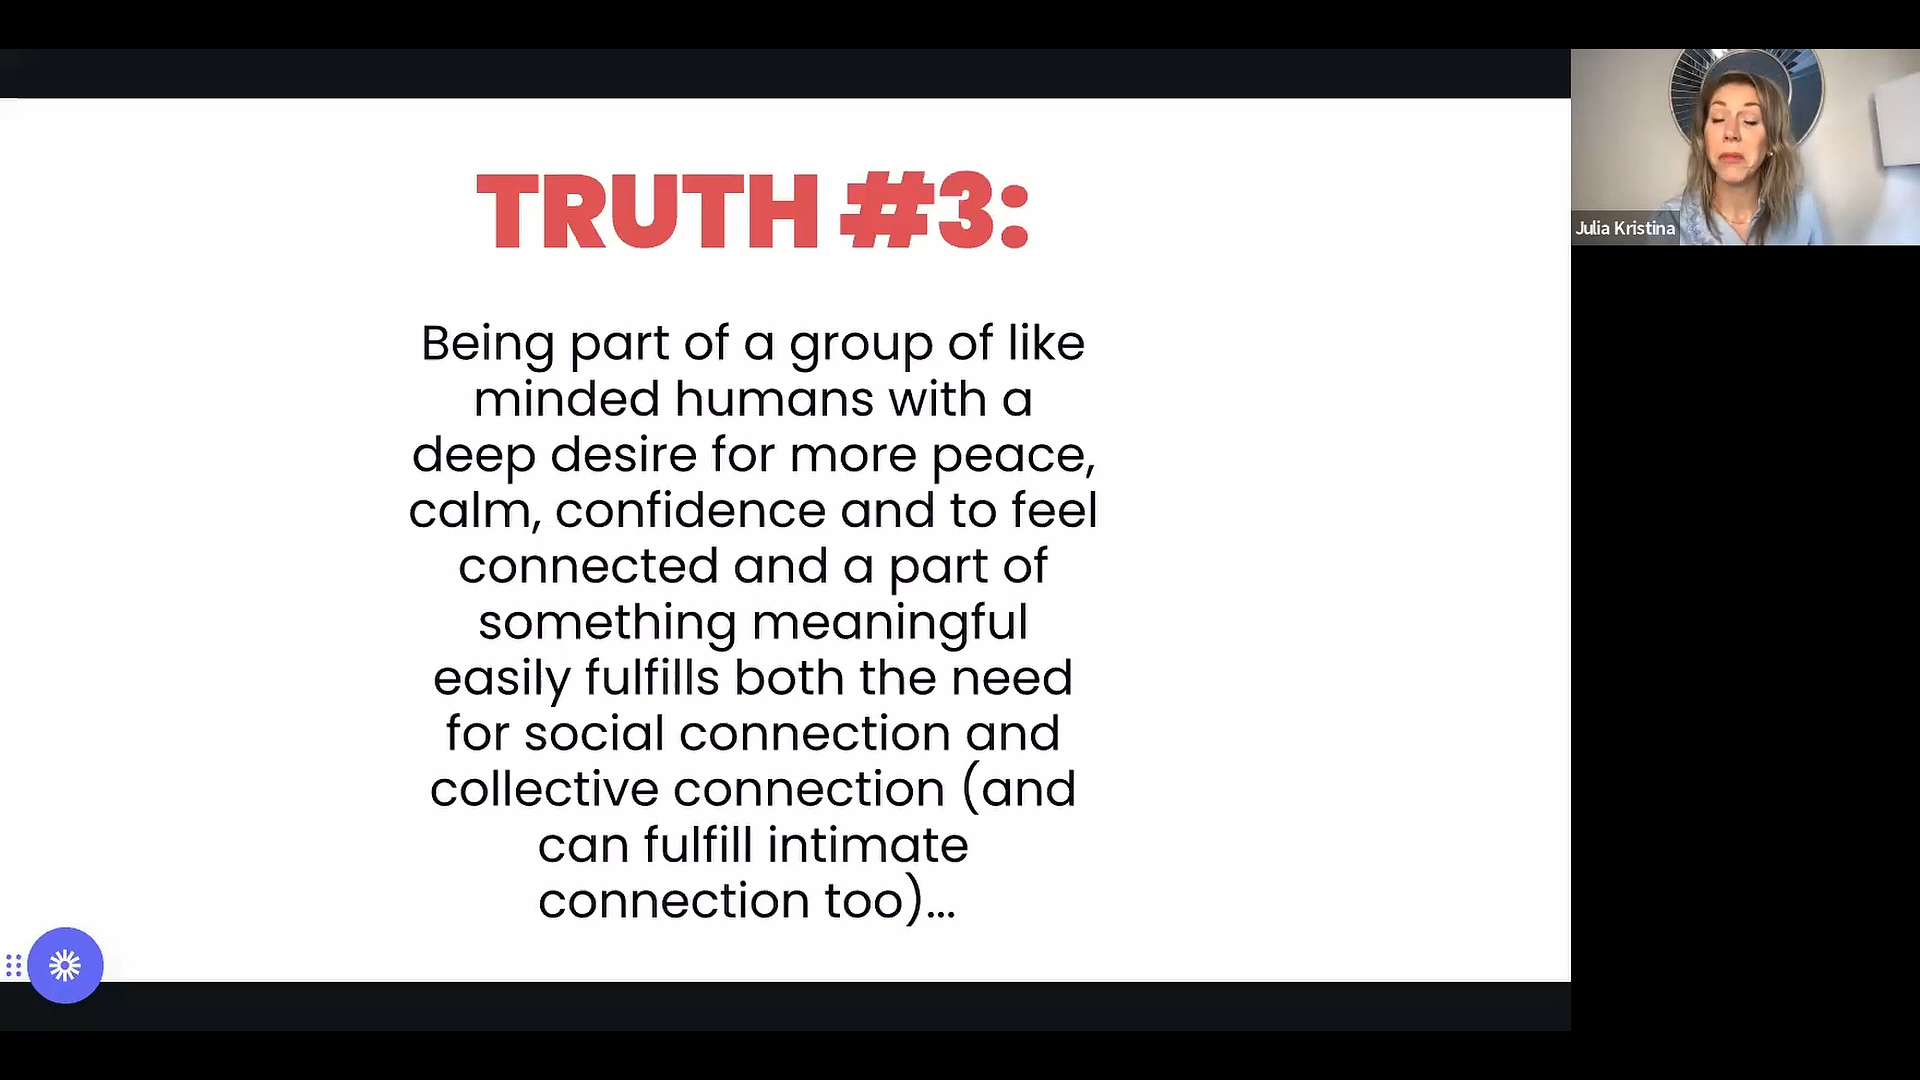 TRUTH #3:
Being part of a group of like
minded humans with a
deep desire for more peace,
calm, confidence and to feel
connected and a part of
something meaningful
easily fulfills both the need
for social connection and
collective connection (and
can fulfill intimate
connection too)...
Julia Kristina